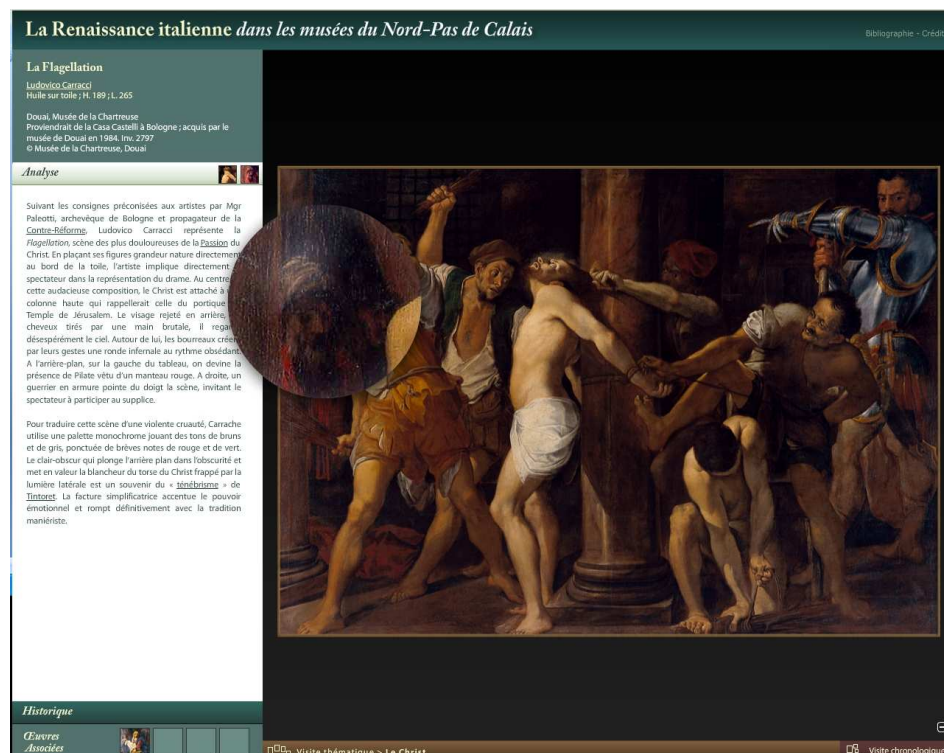 La Renaissance italienne dans les musées du Nord-Pas de Calais
Bibliographie - Crédit
La Flagellation
Ludovico Carracci
Huile sur toile ; H. 189 ; L. 265
Douai, Musée de la Chartreuse
Proviendrait de la Casa Castelli à Bologne ; acquis par le
musée de Douai en 1984. Inv. 2797
© Musée de la Chartreuse, Douai
Analyse
Suivant les consignes préconisées aux artistes par Mgr
Paleotti, archevêque de Bologne et propagateur de la
Contre-Réforme, Ludovico Carracci représente la
Flagellation, scène des plus douloureuses de la Passion du
Christ. En plaçant ses figures grandeur nature directement
au bord de la toile, l'artiste implique directement
spectateur dans la représentation du drame. Au centre
cette audacieuse composition, le Christ est attaché à
colonne haute qui rappellerait celle du portique
Temple de Jérusalem. Le visage rejeté en arrière,
cheveux tirés par une main brutale, il
désespérément le ciel. Autour de lui, les bourreaux créent
par leurs gestes une ronde infernale au rythme obsédant.
A l'arrière-plan, sur la gauche du tableau, on devine la
présence de Pilate vêtu d'un manteau rouge. A droite, un
guerrier en armure pointe du doigt la scène, invitant le
spectateur à participer au supplice.
Pour traduire cette scène d'une violente cruauté, Carrache
utilise une palette monochrome jouant des tons de bruns
et de gris, ponctuée de brèves notes de rouge et de vert.
Le clair-obscur qui plonge l'arrière plan dans l'obscurité et
met en valeur la blancheur du torse du Christ frappé par la
lumière latérale est un souvenir du « ténébrisme » de
Tintoret. La facture simplificatrice accentue le pouvoir
émotionnel et rompt définitivement avec la tradition
maniériste.
Historique
Œuvres
Associées
Visite thématique > Le Christ
Visite chronologique